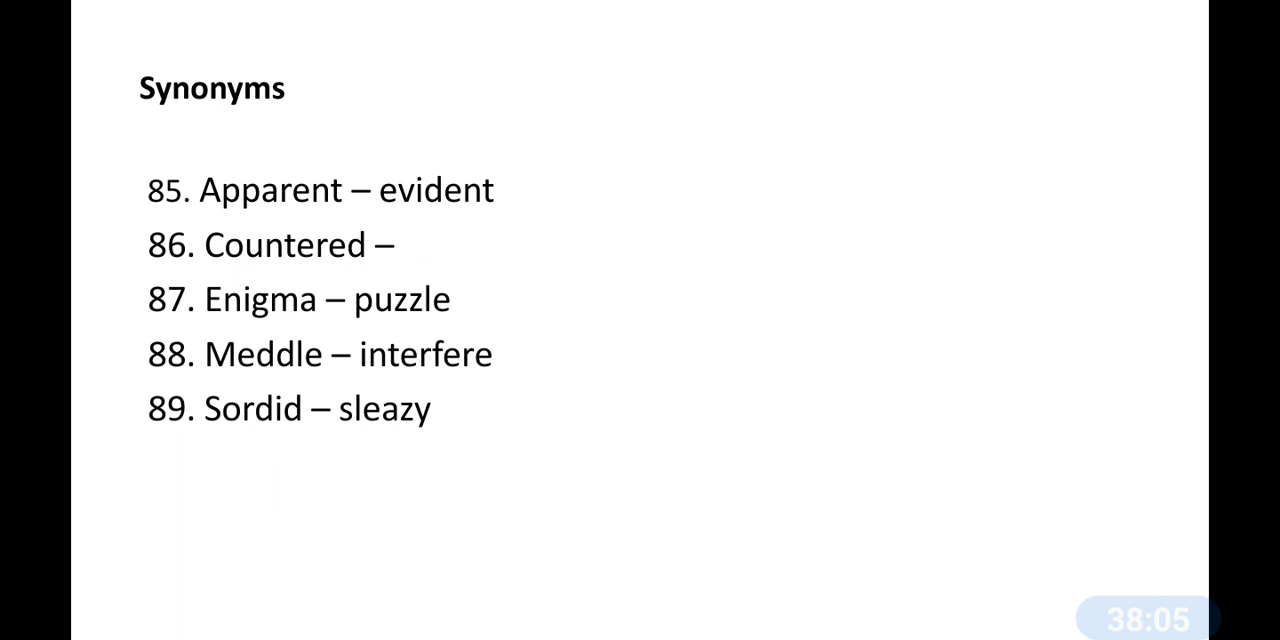 Synonyms
85. Apparent – evident
86. Countered –
87. Enigma – puzzle
88. Meddle – interfere
89. Sordid – sleazy
38:05